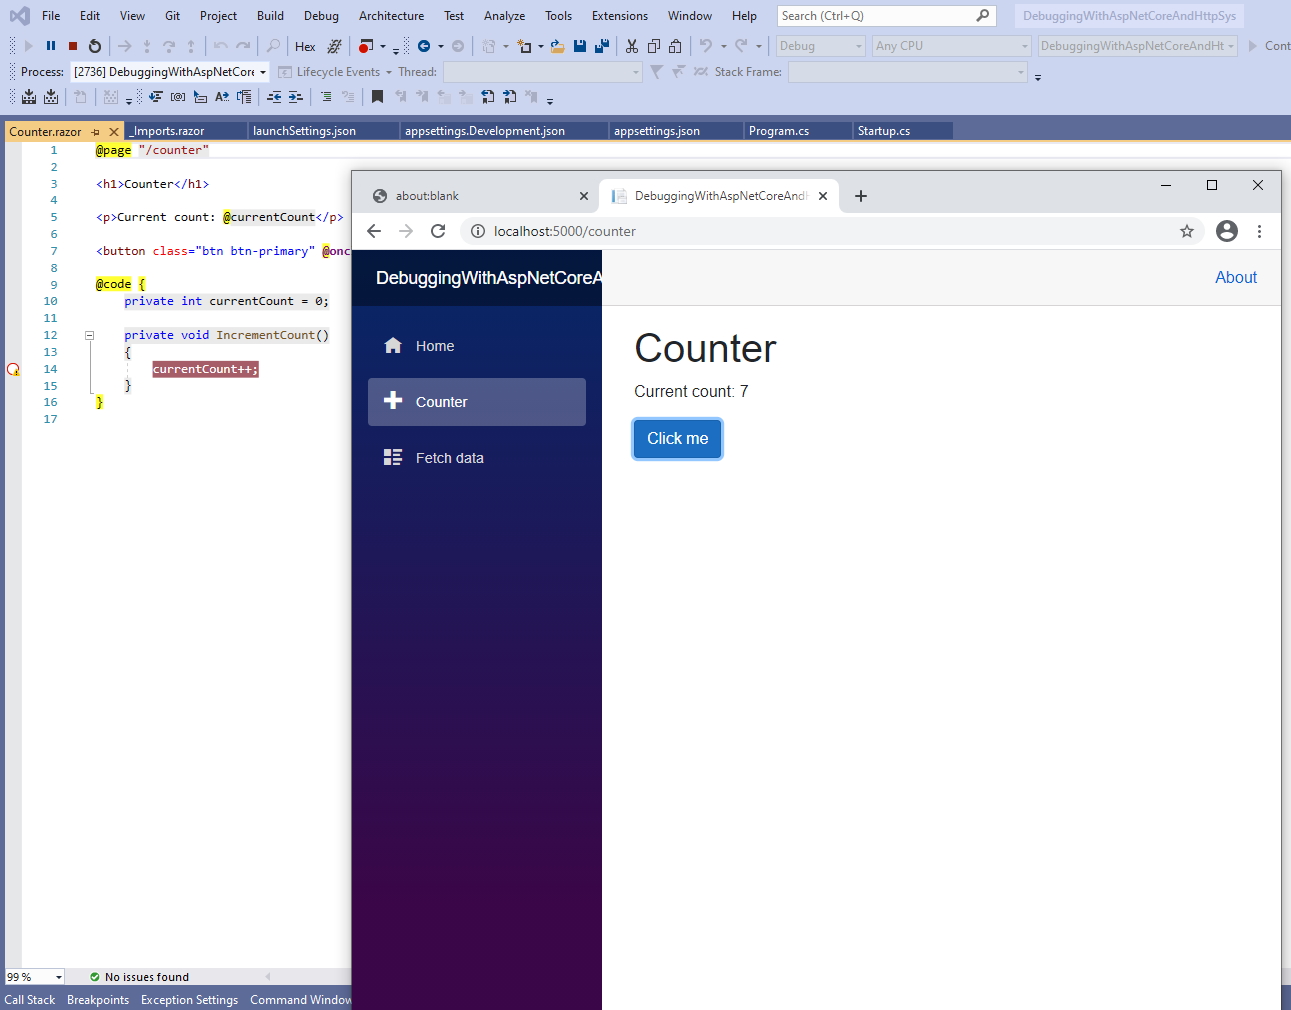 File Edit View Git Project Build Debug Architecture Test Analyze Tools Extensions Window Help Search (Ctrl+Q) DebuggingWithAspNetCoreAndHttpSys
Hex Debug Any CPU DebuggingWithAspNetCoreAndHt Cont
Process: [2736] DebuggingWithAspNetCore Lifecycle Events Thread: Stack Frame:
Counter.razor _Imports.razor launchSettings.json appsettings.Development.json appsettings.json Program.cs Startup.cs
1 @page "/counter"
2
3 <h1>Counter</h1>
4
5 <p>Current count: @currentCount</p>
6
7 <button class="btn btn-primary" @onc
8
9 @code {
10 private int currentCount = 0;
11
12 private void IncrementCount()
13 {
14 currentCount++;
15 }
16 }
17
99 % No issues found
Call Stack Breakpoints Exception Settings Command Window
about:blank DebuggingWithAspNetCoreAndH
localhost:5000/counter
DebuggingWithAspNetCoreA About
Home
Counter
Fetch data
Counter
Current count: 7
Click me